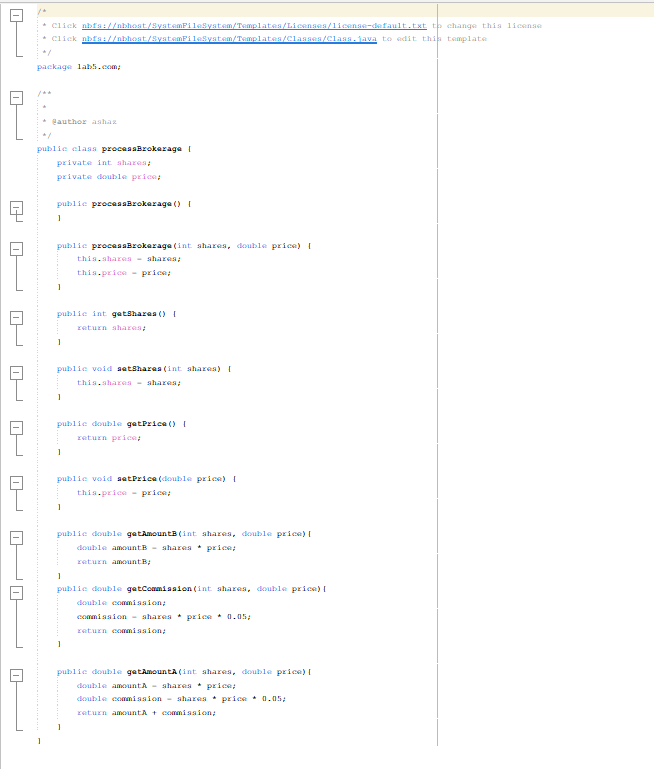 /*
 * Click nbfs://nbhost/SystemFileSystem/Templates/Licenses/license-default.txt to change this license
 * Click nbfs://nbhost/SystemFileSystem/Templates/Classes/Class.java to edit this template
 */
package lab5.com;

/**
 *
 * @author ashaz
 */
public class processBrokerage {
    private int shares;
    private double price;

    public processBrokerage() {
    }

    public processBrokerage(int shares, double price) {
        this.shares = shares;
        this.price = price;
    }

    public int getShares() {
        return shares;
    }

    public void setShares(int shares) {
        this.shares = shares;
    }

    public double getPrice() {
        return price;
    }

    public void setPrice(double price) {
        this.price = price;
    }

    public double getAmountB(int shares, double price){
        double amountB = shares * price;
        return amountB;
    }
    public double getCommission(int shares, double price){
        double commission;
        commission = shares * price * 0.05;
        return commission;
    }

    public double getAmountA(int shares, double price){
        double amountA = shares * price;
        double commission = shares * price * 0.05;
        return amountA + commission;
    }
}